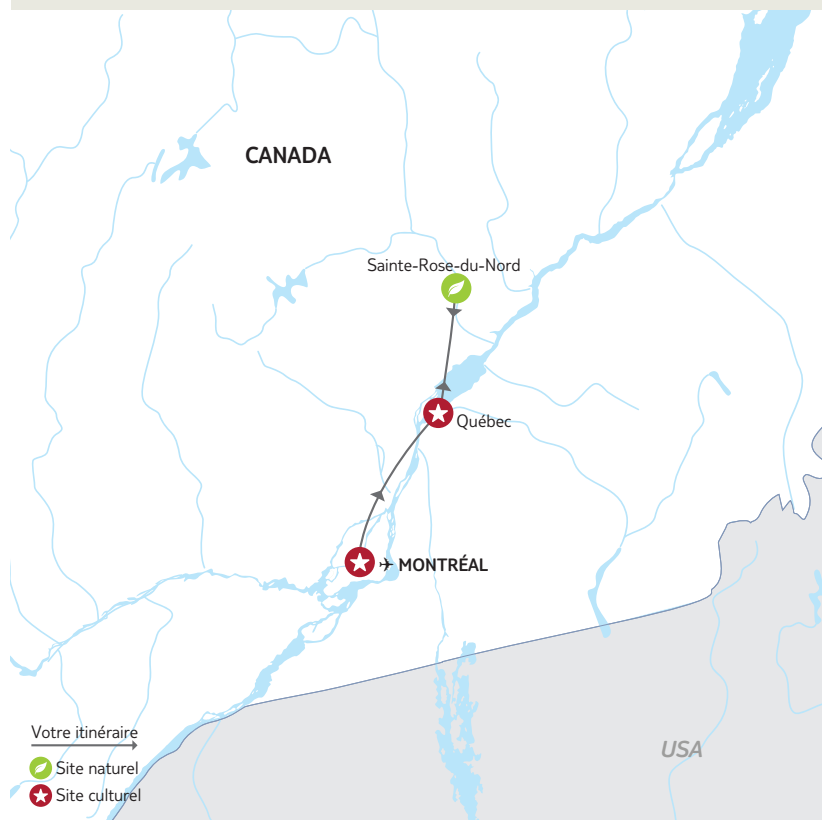 CANADA
Sainte-Rose-du-Nord
Québec
MONTRÉAL
USA
Votre itinéraire
Site naturel
Site culturel